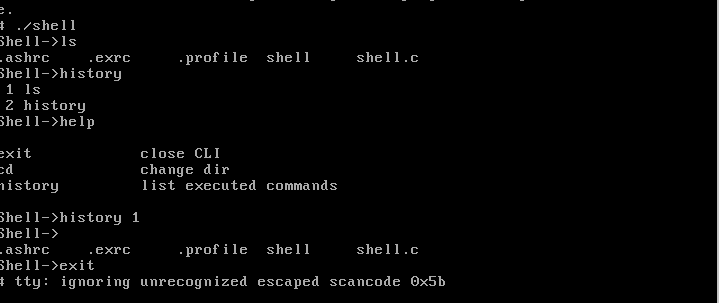 e.
# ./shell
Shell->ls
.ashrc .exrc .profile shell shell.c
Shell->history
1 ls
2 history
Shell->help
exit close CLI
cd change dir
history list executed commands
Shell->history 1
Shell->
.ashrc .exrc .profile shell shell.c
Shell->exit
# tty: ignoring unrecognized escaped scancode 0x5b